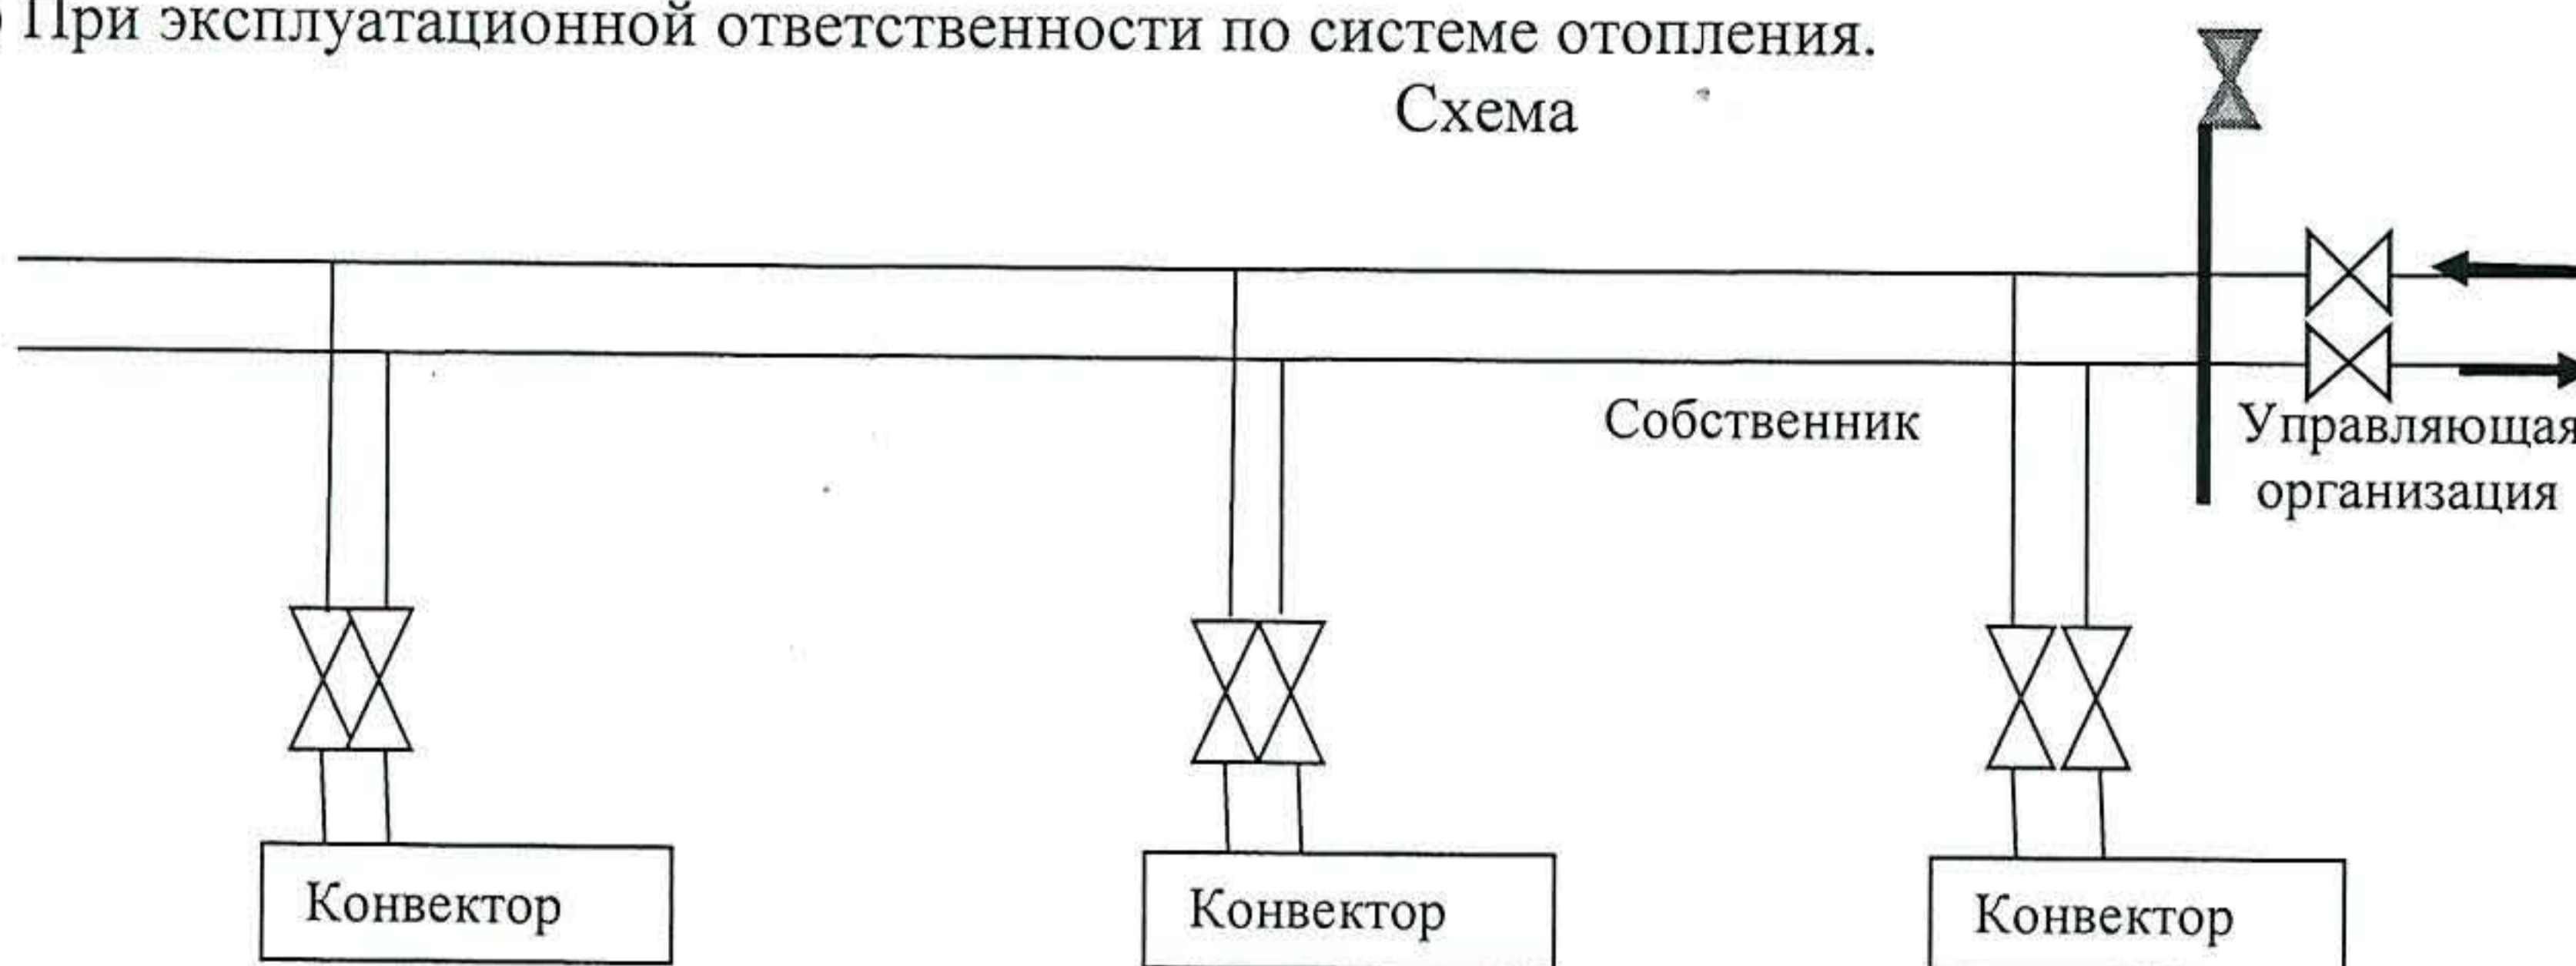 ) При эксплуатационной ответственности по системе отопления.
Схема
Собственник
Управляющая
организация
Конвектор
Конвектор
Конвектор